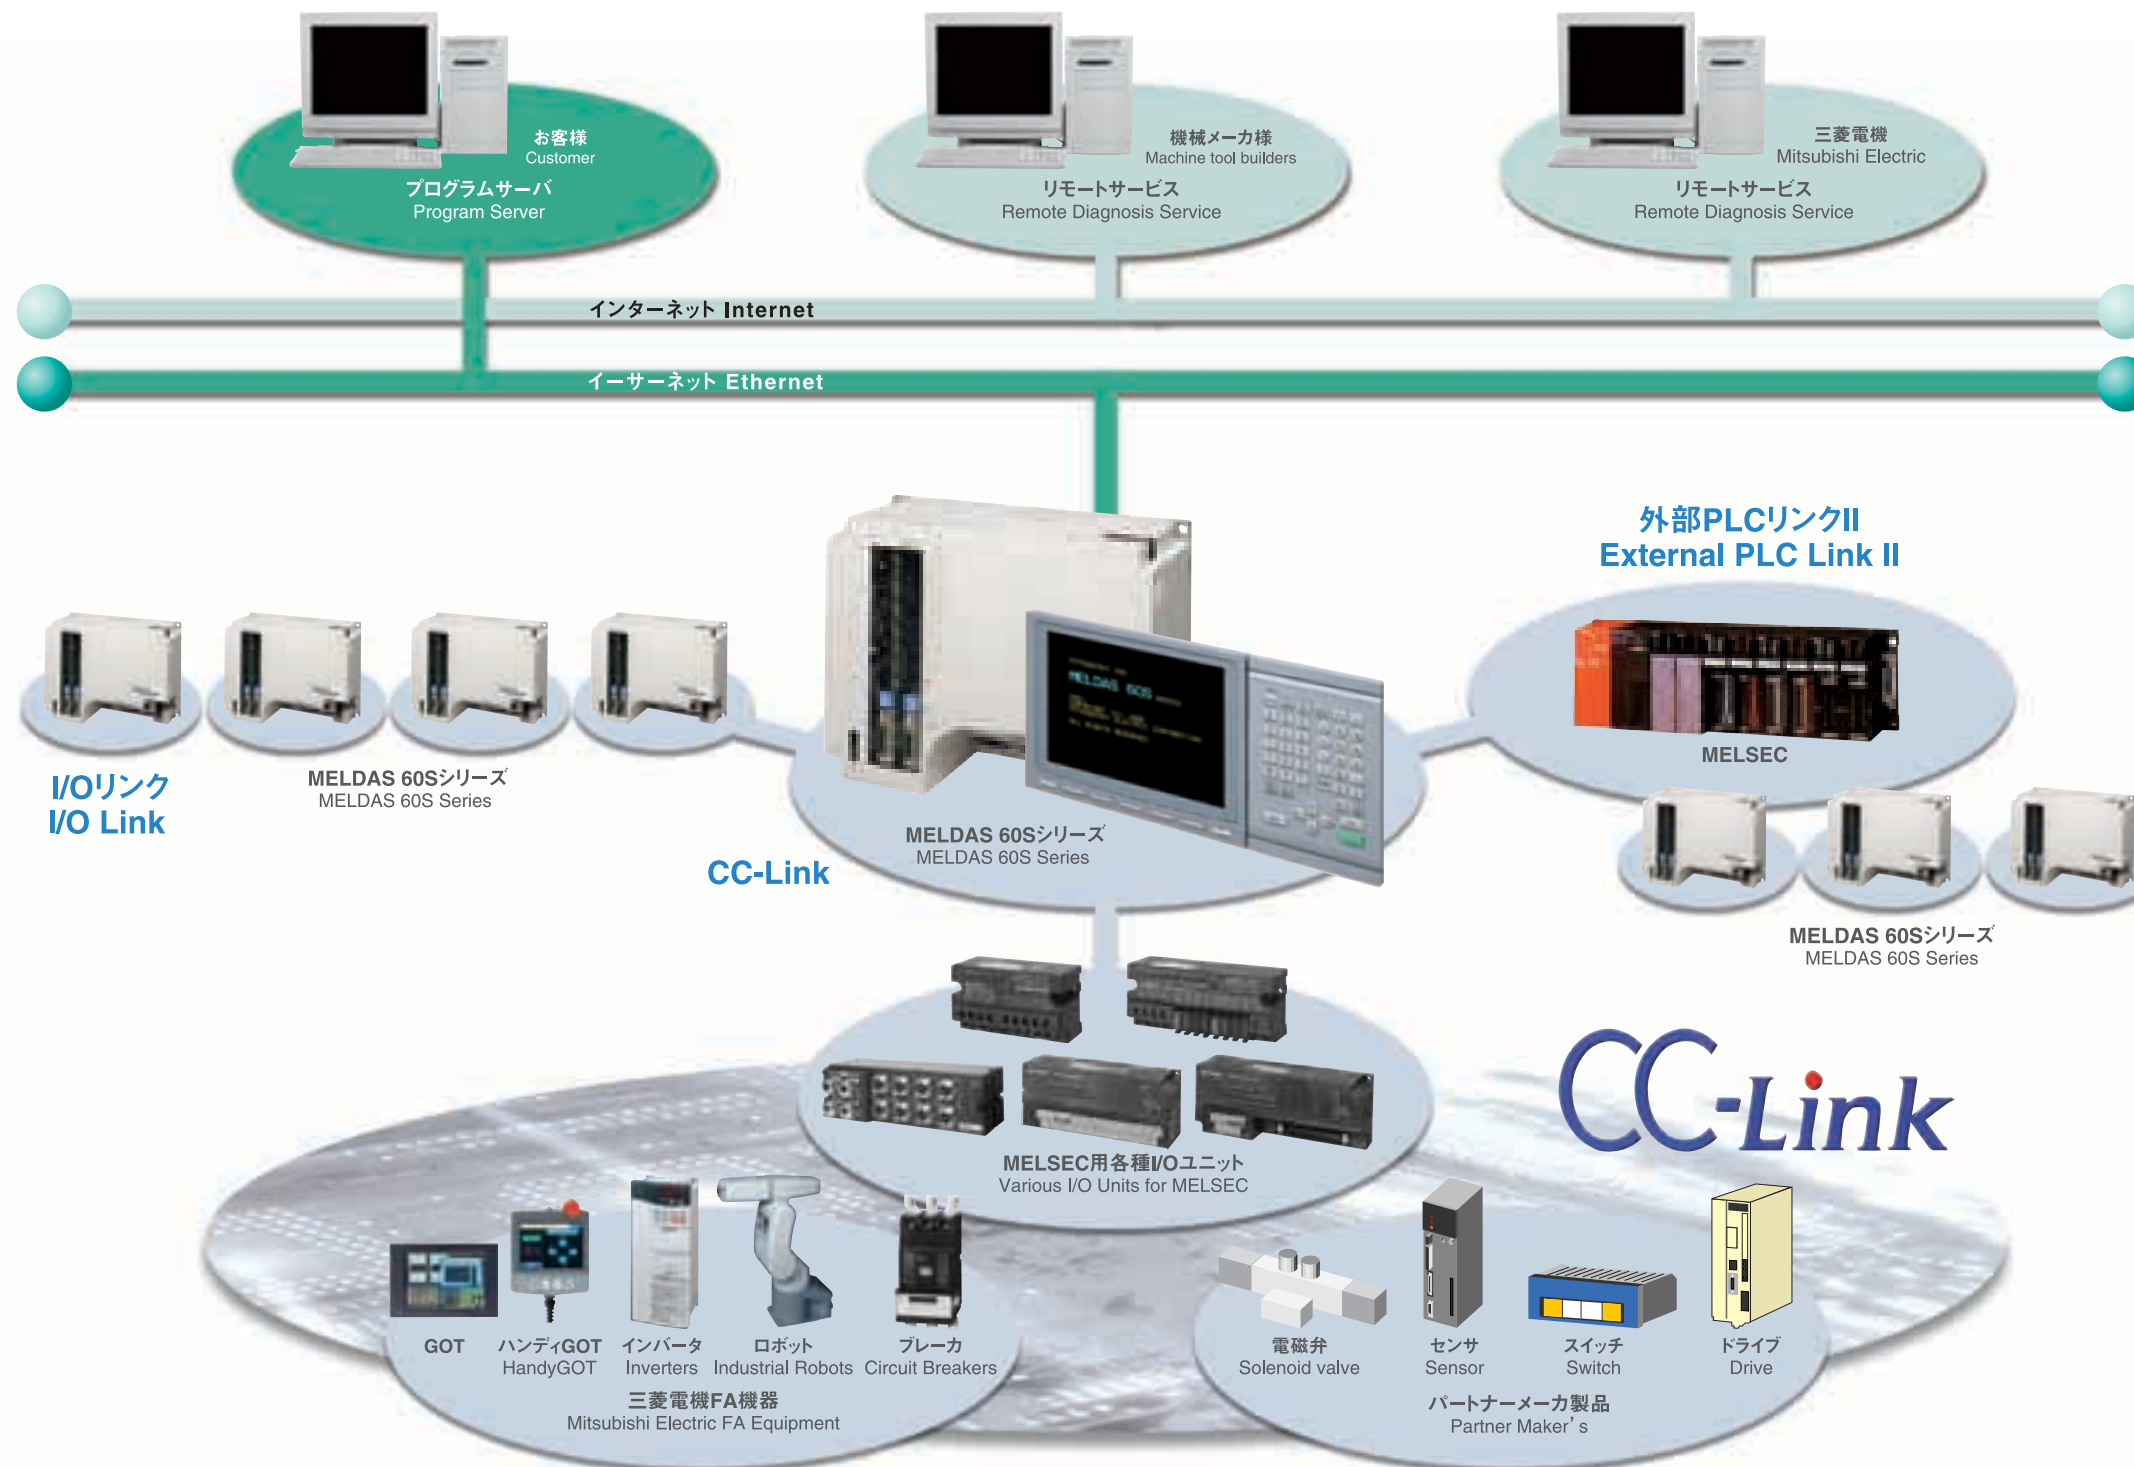 お客様
Customer
プログラムサーバ
Program Server
機械メーカ様
Machine tool builders
リモートサービス
Remote Diagnosis Service
三菱電機
Mitsubishi Electric
リモートサービス
Remote Diagnosis Service
インターネット Internet
イーサーネット Ethernet
外部PLCリンクII
External PLC Link II
MELSEC
MELDAS 60S
I/Oリンク
I/O Link
MELDAS 60Sシリーズ
MELDAS 60S Series
MELDAS 60Sシリーズ
MELDAS 60S Series
CC-Link
MELDAS 60Sシリーズ
MELDAS 60S Series
CC-Link
MELSEC用各種I/Oユニット
Various I/O Units for MELSEC
GOT
ハンディGOT
HandyGOT
インバータ
Inverters
ロボット
Industrial Robots
ブレーカ
Circuit Breakers
三菱電機FA機器
Mitsubishi Electric FA Equipment
電磁弁
Solenoid valve
センサ
Sensor
スイッチ
Switch
ドライブ
Drive
パートナーメーカ製品
Partner Maker's